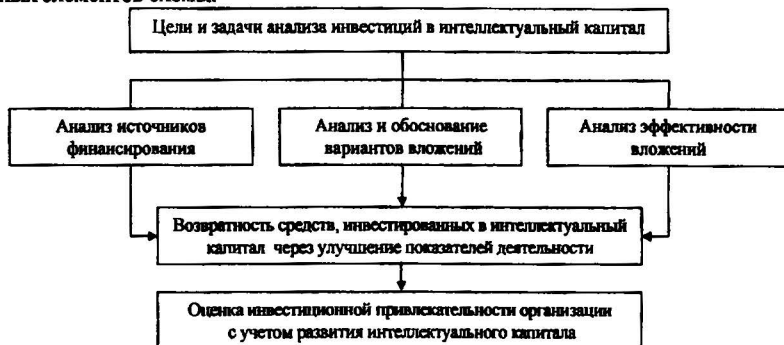 Цели и задачи анализа инвестиций в интеллектуальный капитал
Анализ источников
финансирования
Анализ и обоснование
вариантов вложений
Анализ эффективности
вложений
Возвратность средств, инвестированных в интеллектуальный
капитал через улучшение показателей деятельности
Оценка инвестиционной привлекательности организации
с учетом развития интеллектуального капитала